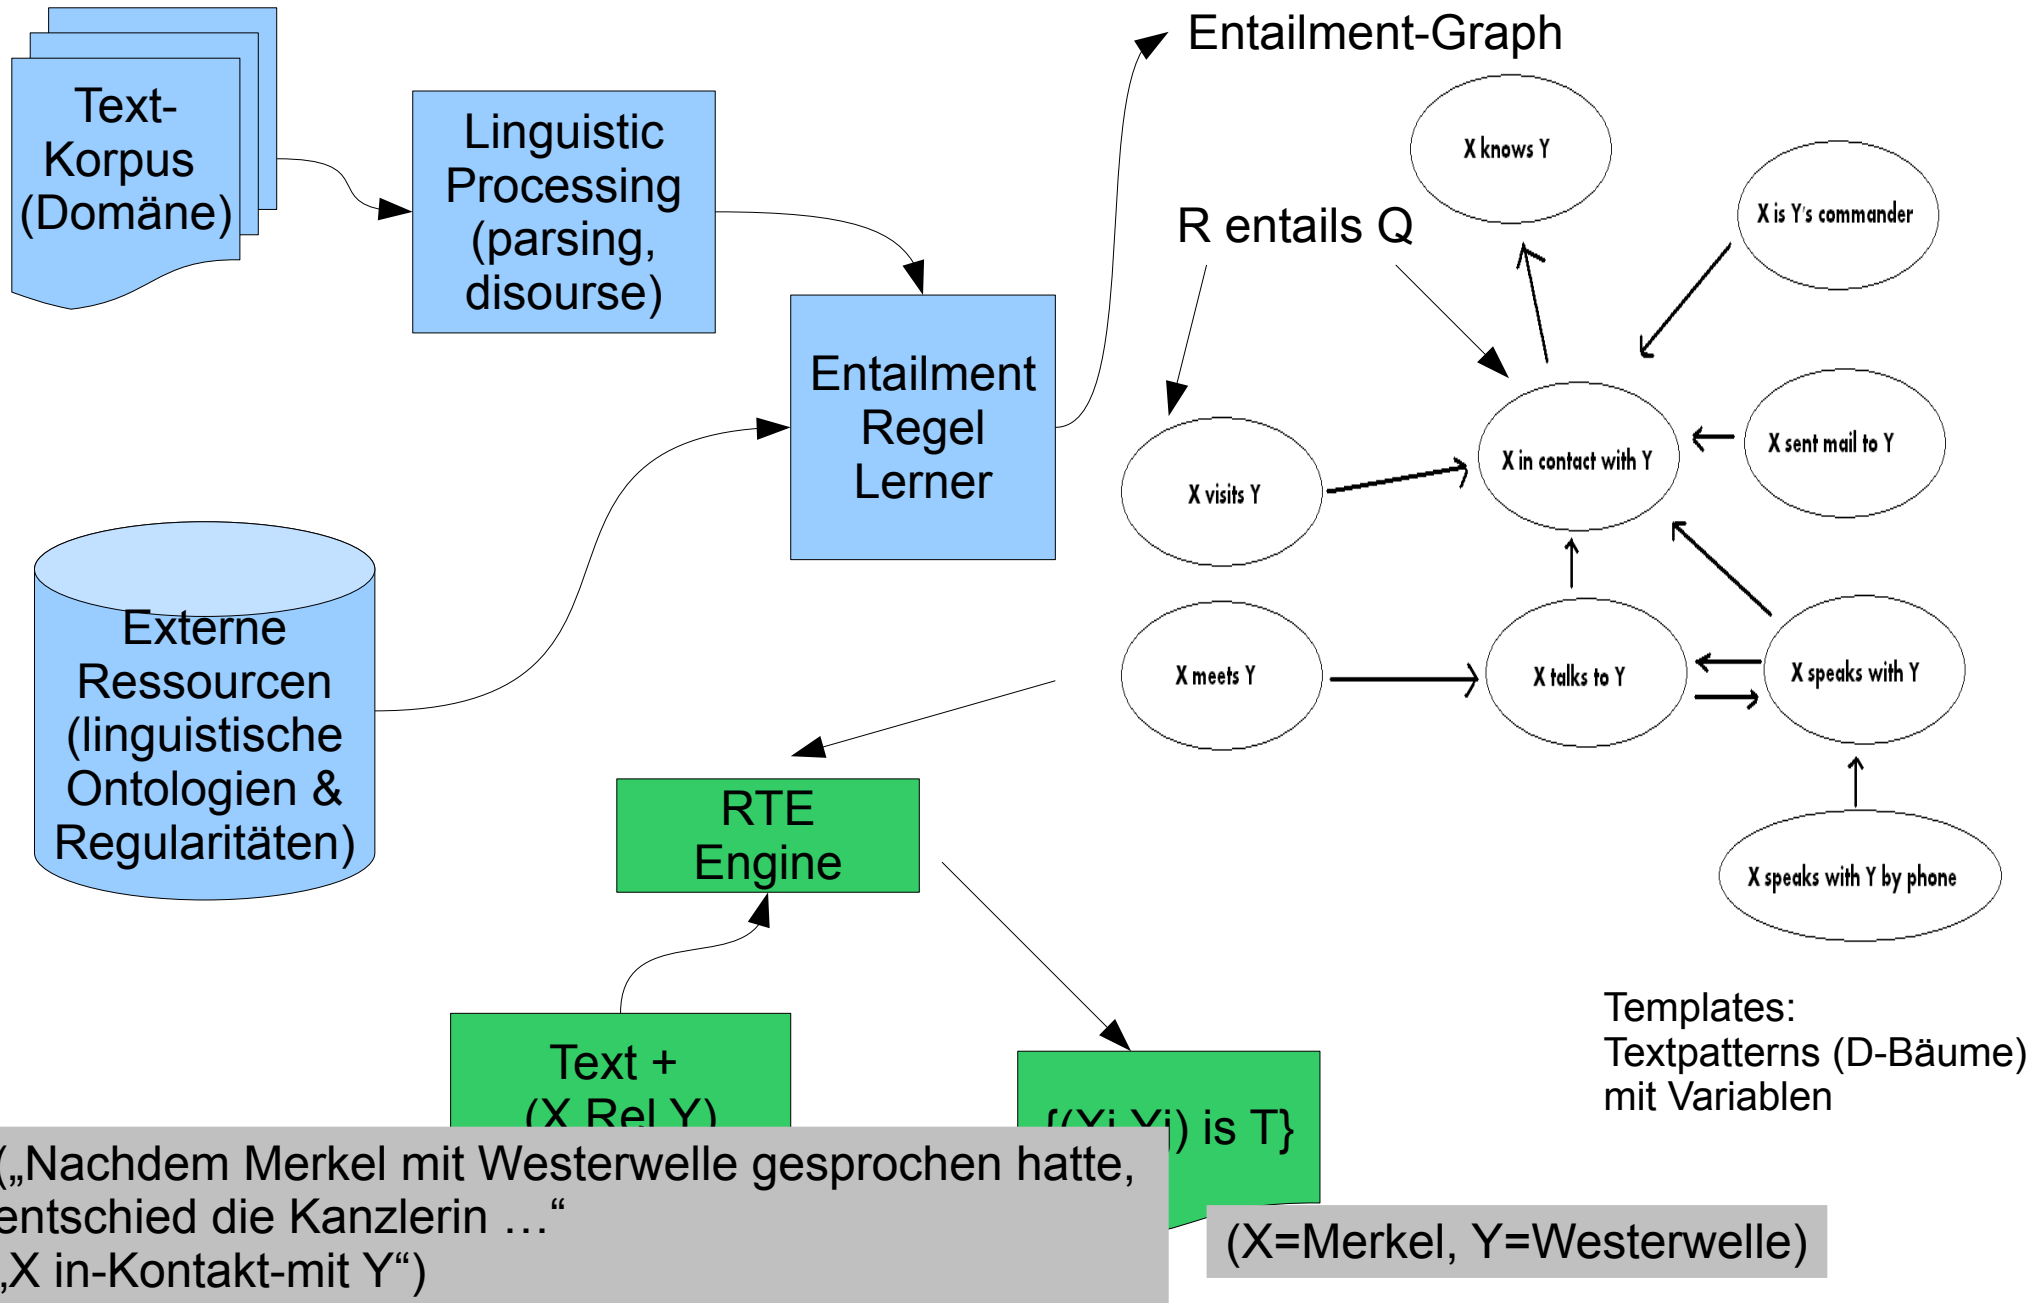 Text-
Korpus
(Domäne)
Linguistic
Processing
(parsing,
disourse)
Entailment
Regel
Lerner
Externe
Ressourcen
(linguistische
Ontologien &
Regularitäten)
Entailment-Graph
R entails Q
X knows Y
X is Y's commander
X in contact with Y
X sent mail to Y
X visits Y
X meets Y
X talks to Y
X speaks with Y
X speaks with Y by phone
RTE
Engine
Text +
(X Rel Y)
is T}
Templates:
Textpatterns (D-Bäume)
mit Variablen
(„Nachdem Merkel mit Westerwelle gesprochen hatte,
entschied die Kanzlerin …“
„X in-Kontakt-mit Y“)
(X=Merkel, Y=Westerwelle)